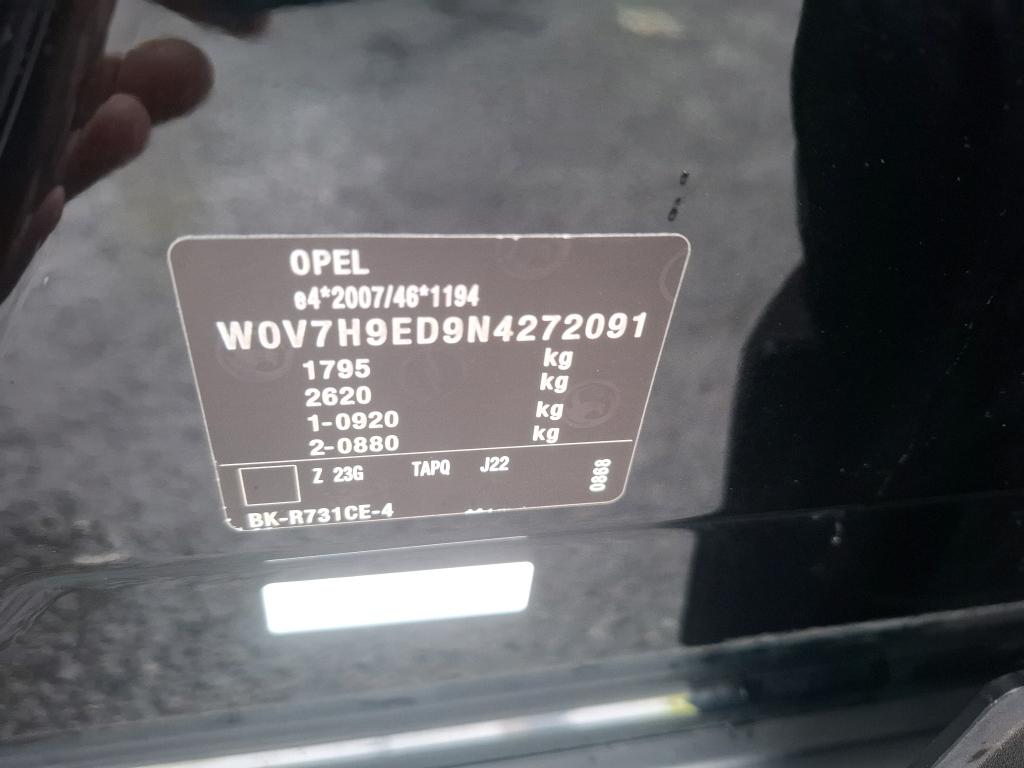 OPEL
e4*2007/46*1194
W0V7H9ED9N4272091
1795 kg
2620 kg
1-0920 kg
2-0880 kg
Z 23G TAPQ J22 0868
BK-R731CE-4